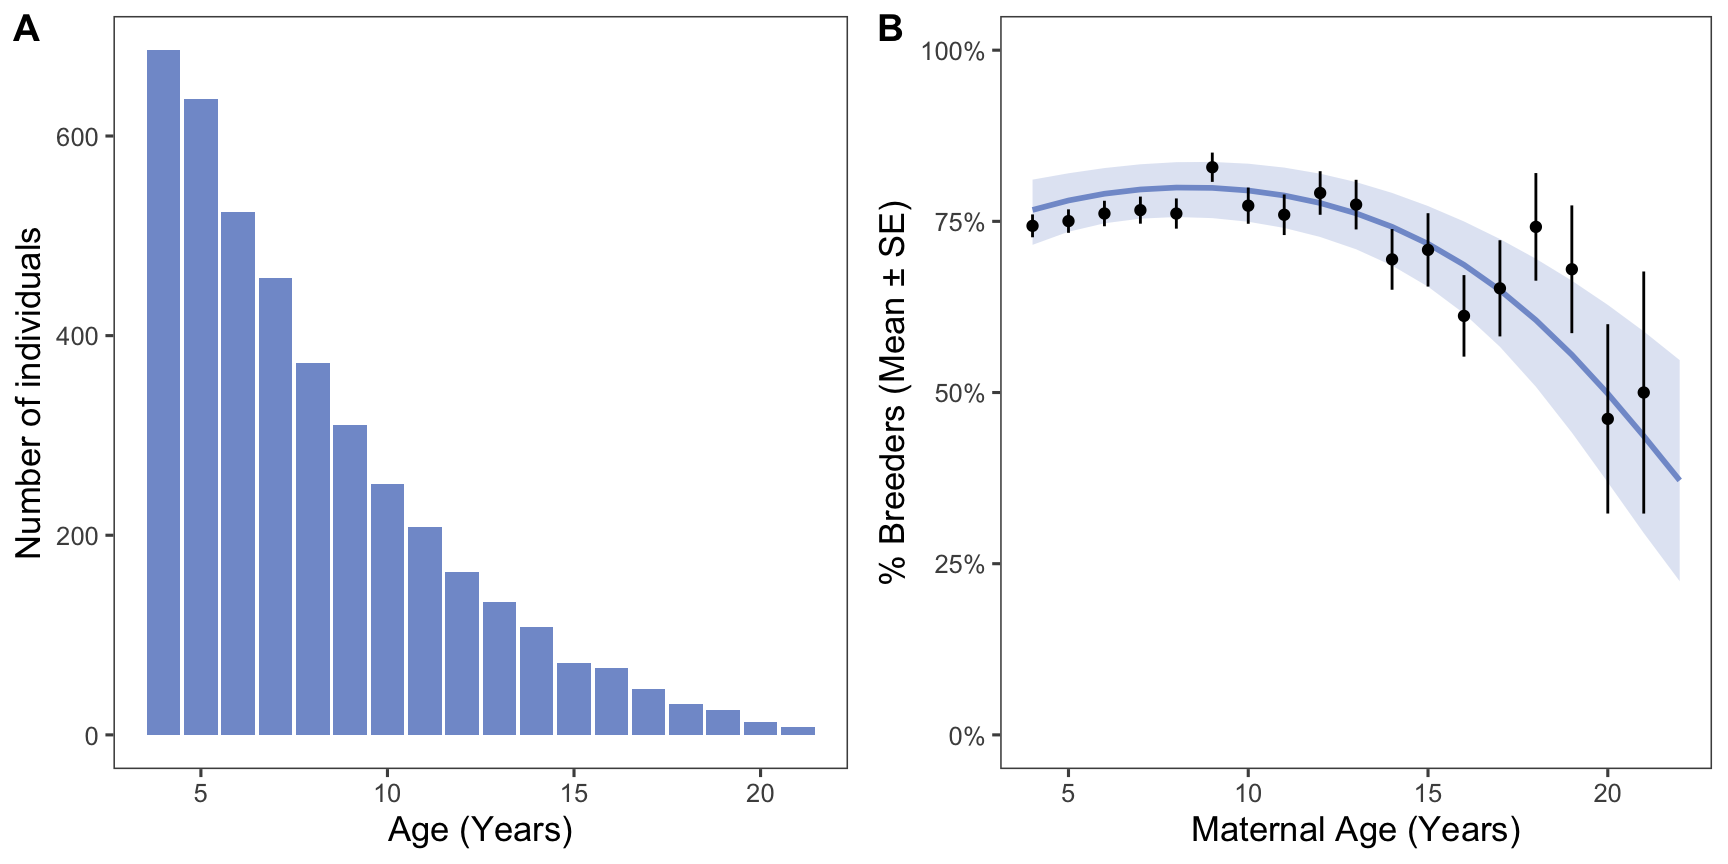 A
Number of individuals
600
400
200
0
5 10 15 20
Age (Years)
B
% Breeders (Mean ± SE)
100%
75%
50%
25%
0%
5 10 15 20
Maternal Age (Years)